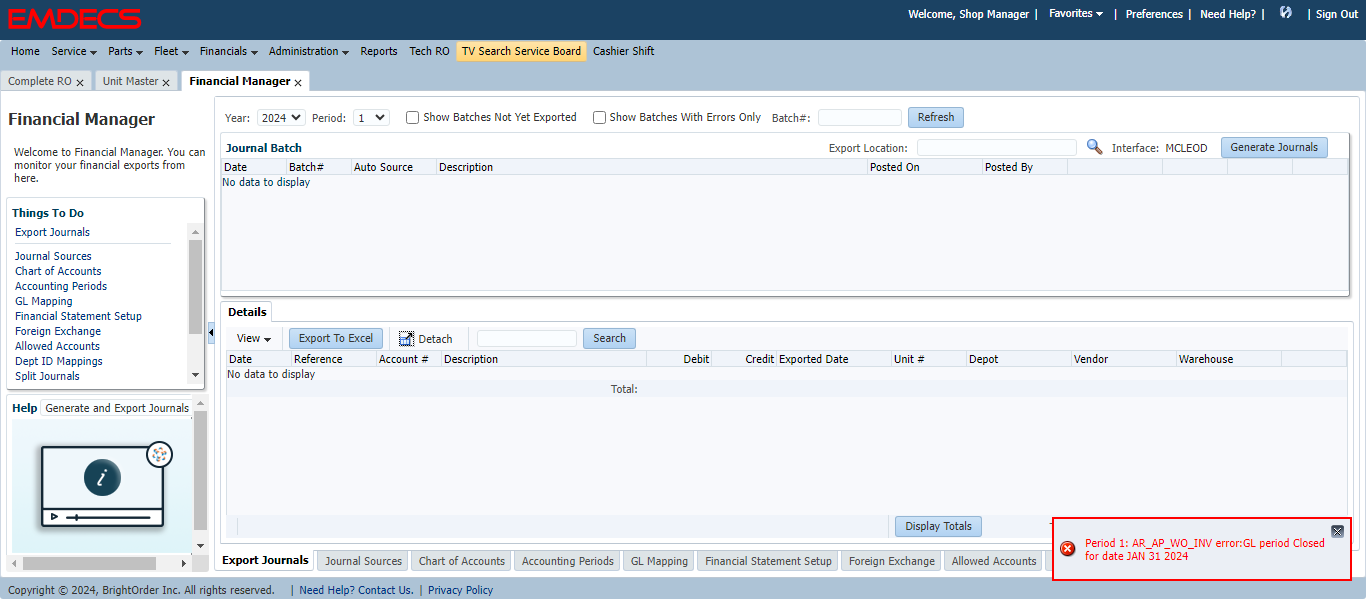 EMDECS
Welcome, Shop Manager | Favorites | Preferences | Need Help? | | Sign Out
Home Service Parts Fleet Financials Administration Reports Tech RO TV Search Service Board Cashier Shift
Complete RO Unit Master Financial Manager
Financial Manager
Welcome to Financial Manager. You can
monitor your financial exports from
here.
Things To Do
Export Journals
Journal Sources
Chart of Accounts
Accounting Periods
GL Mapping
Financial Statement Setup
Foreign Exchange
Allowed Accounts
Dept ID Mappings
Split Journals
Help Generate and Export Journals
i
Year: 2024 Period: 1 Show Batches Not Yet Exported Show Batches With Errors Only Batch#: Refresh
Journal Batch Export Location: Interface: MCLEOD Generate Journals
Date Batch# Auto Source Description Posted On Posted By
No data to display
Details
View Export To Excel Detach Search
Date Reference Account # Description Debit Credit Exported Date Unit # Depot Vendor Warehouse
No data to display
Total:
Display Totals
Period 1: AR_AP_WO_INV error:GL period Closed
for date JAN 31 2024
Export Journals Journal Sources Chart of Accounts Accounting Periods GL Mapping Financial Statement Setup Foreign Exchange Allowed Accounts
Copyright © 2024, BrightOrder Inc. All rights reserved. | Need Help? Contact Us. | Privacy Policy